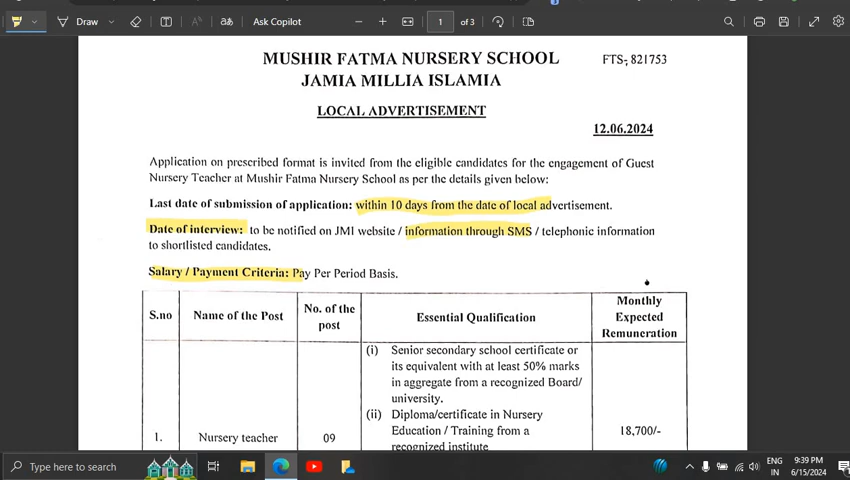 Draw
Ask Copilot
1
of 3
MUSHIR FATMA NURSERY SCHOOL
FTS-821753
JAMIA MILLIA ISLAMIA
LOCAL ADVERTISEMENT
12.06.2024
Application on prescribed format is invited from the eligible candidates for the engagement of Guest
Nursery Teacher at Mushir Fatma Nursery School as per the details given below:
Last date of submission of application: within 10 days from the date of local advertisement.
Date of interview: to be notified on JMI website / information through SMS / telephonic information
to shortlisted candidates.
Salary / Payment Criteria: Pay Per Period Basis.
S.no
Name of the Post
No. of the
post
Essential Qualification
Monthly
Expected
Remuneration
1.
Nursery teacher
09
(i) Senior secondary school certificate or
its equivalent with at least 50% marks
in aggregate from a recognized Board/
university.
(ii) Diploma/certificate in Nursery
Education / Training from a
recognized institute
18,700/-
Type here to search
ENG
IN
9:39 PM
6/15/2024